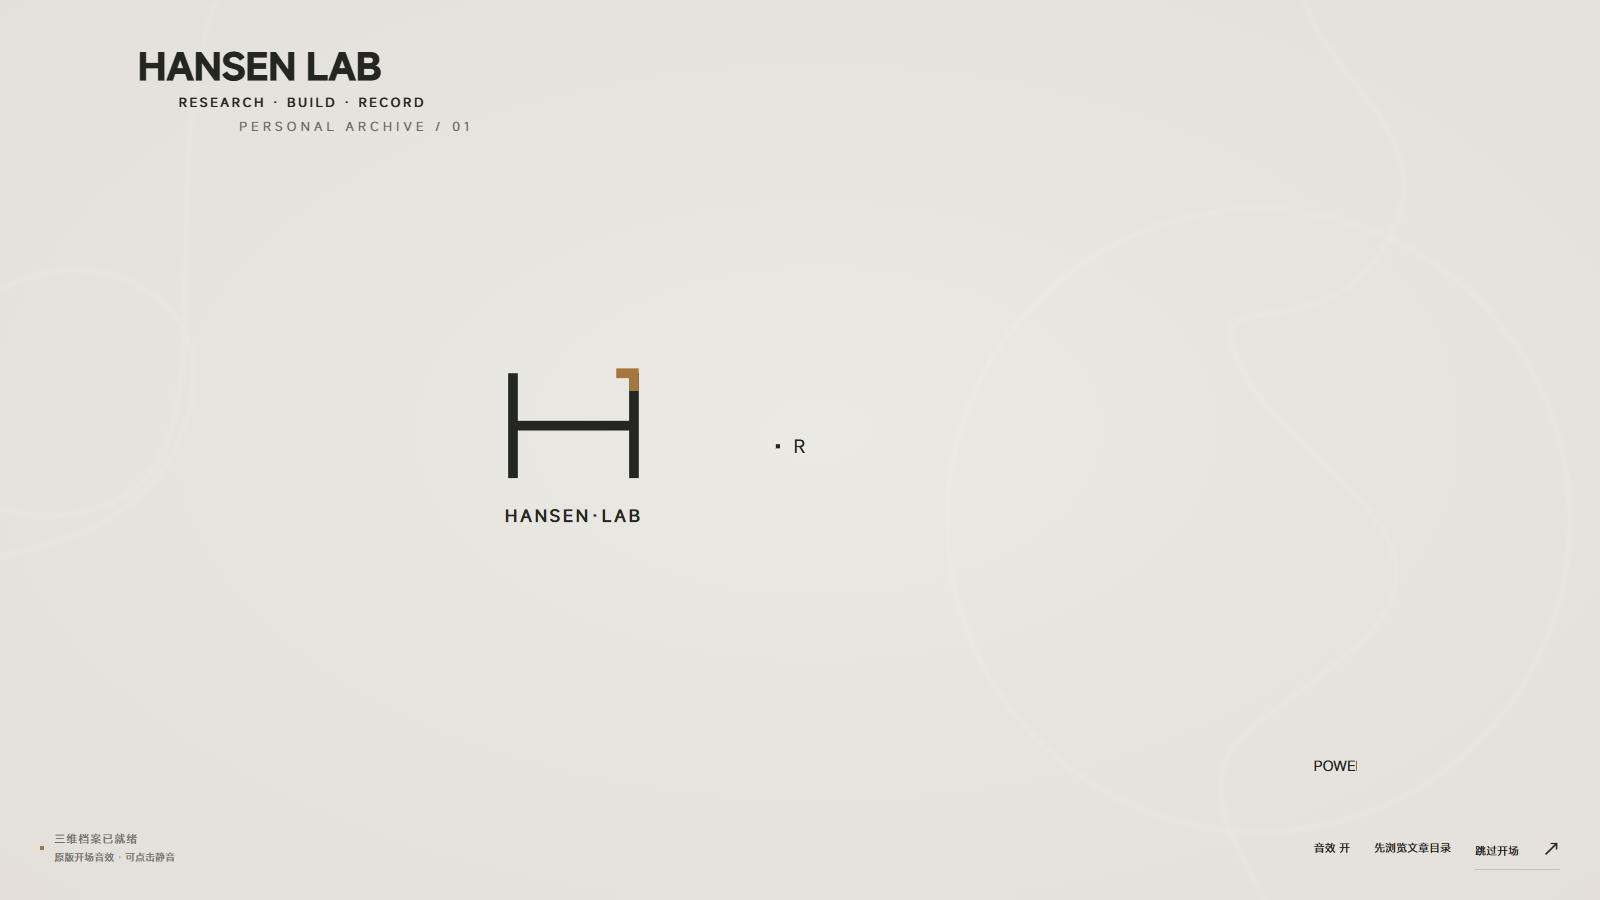 HANSEN LAB
RESEARCH · BUILD · RECORD
PERSONAL ARCHIVE / 01
R
HANSEN·LAB
三维档案已就绪
原版开场音效 · 可点击静音
音效 开
先浏览文章目录
跳过开场 ↗